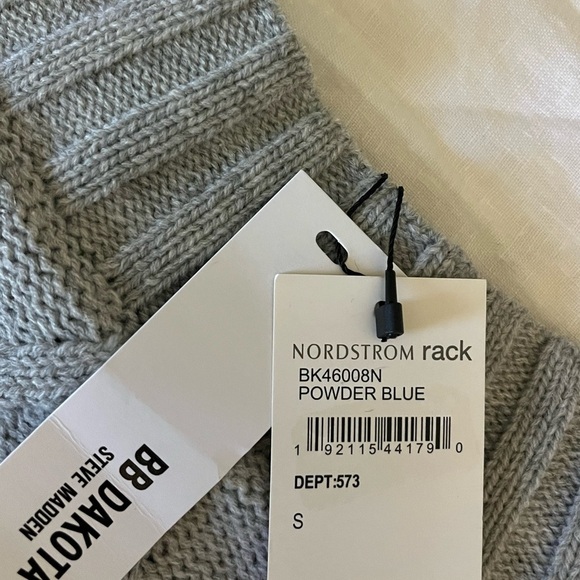 NORDSTROM rack
BK46008N
POWDER BLUE
1 92115 44179 0
DEPT:573
S
BB DAKOTA
STEVE MADDEN